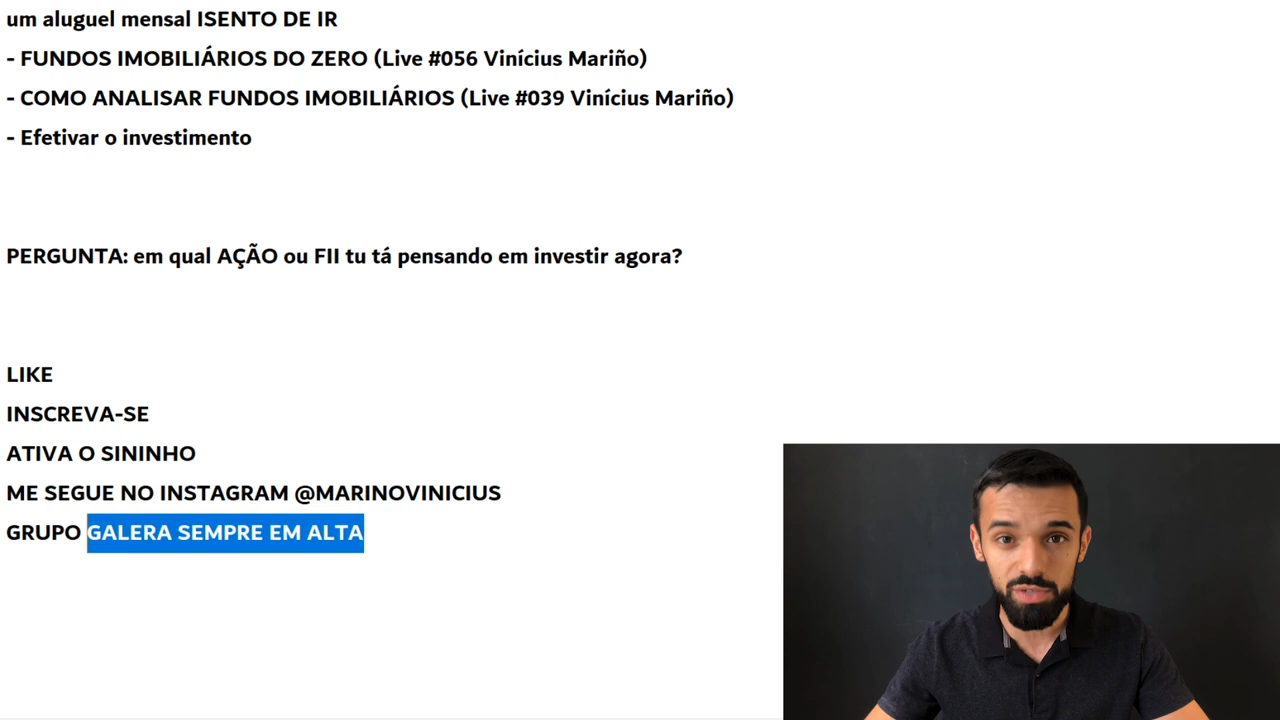 um aluguel mensal ISENTO DE IR
- FUNDOS IMOBILIÁRIOS DO ZERO (Live #056 Vinícius Mariño)
- COMO ANALISAR FUNDOS IMOBILIÁRIOS (Live #039 Vinícius Mariño)
- Efetivar o investimento
PERGUNTA: em qual AÇÃO ou FII tu tá pensando em investir agora?
LIKE
INSCREVA-SE
ATIVA O SININHO
ME SEGUE NO INSTAGRAM @MARINOVINICIUS
GRUPO GALERA SEMPRE EM ALTA